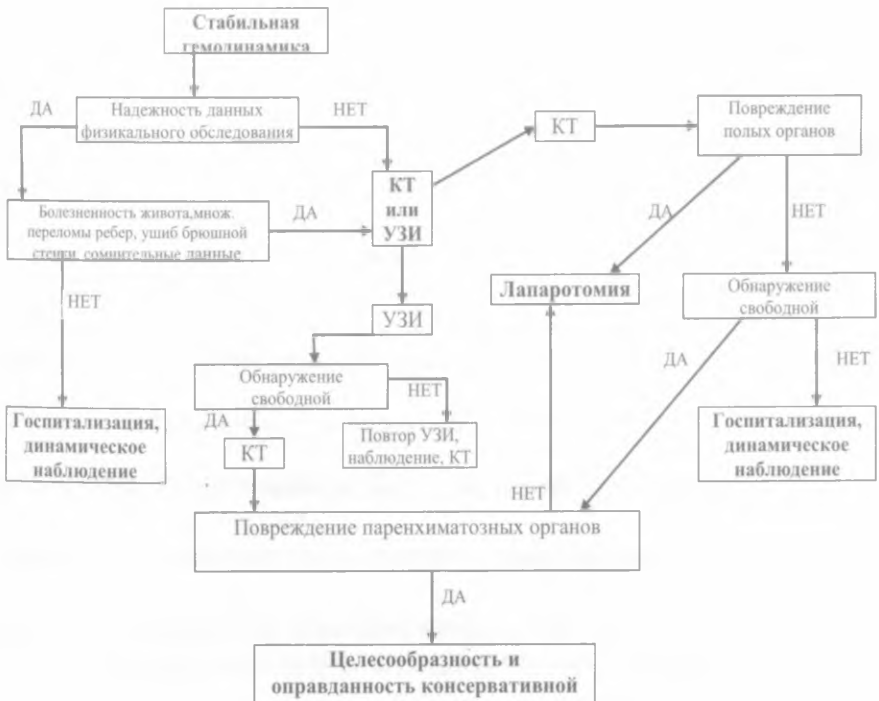 Стабильная
гемодинамика
ДА
Надежность данных
физикального обследования
НЕТ
КТ
Повреждение
полых органов
Болезненность живота,множ.
переломы ребер, ушиб брюшной
стенки, сомнительные данные
ДА
КТ
или
УЗИ
ДА
НЕТ
НЕТ
УЗИ
Лапаротомия
Обнаружение
свободной
Обнаружение
свободной
НЕТ
ДА
НЕТ
ДА
Госпитализация,
динамическое
наблюдение
КТ
Повтор УЗИ,
наблюдение, КТ
Госпитализация,
динамическое
наблюдение
НЕТ
Повреждение паренхиматозных органов
ДА
Целесообразность и
оправданность консервативной